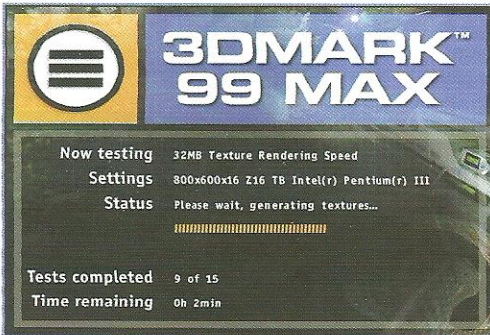 3DMARK™
99 MAX
Now testing 32MB Texture Rendering Speed
Settings 800x600x16 Z16 TB Intel(r) Pentium(r) III
Status Please wait, generating textures...
Tests completed 9 of 15
Time remaining 0h 2min